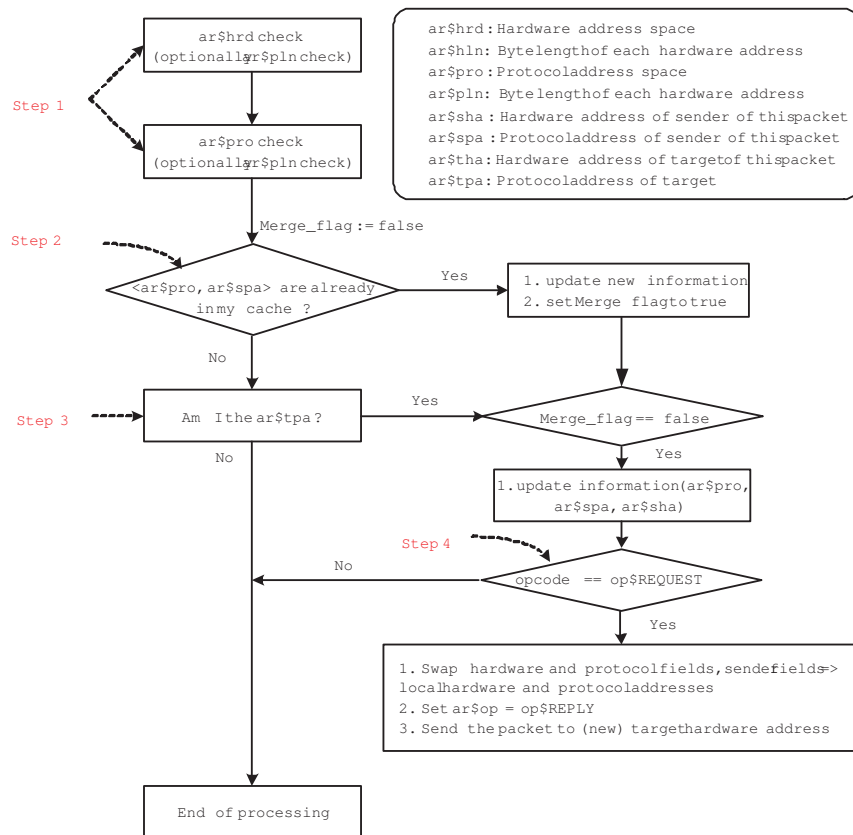 ar$hrd check
(optionally ar$pln check)
ar$hrd: Hardware address space
ar$hln: Byte length of each hardware address
ar$pro: Protocol address space
ar$pln: Byte length of each hardware address
ar$sha: Hardware address of sender of this packet
ar$spa: Protocol address of sender of this packet
ar$tha: Hardware address of target of this packet
ar$tpa: Protocol address of target
Step 1
ar$pro check
(optionally ar$pln check)
Merge_flag := false
Step 2
<ar$pro, ar$spa> are already
in my cache ?
Yes
1. update new information
2. set Merge flag to true
No
Step 3
Am I the ar$tpa ?
Yes
Merge_flag == false
No
Yes
1. update information (ar$pro,
ar$spa, ar$sha)
Step 4
No
opcode == op$REQUEST
Yes
1. Swap hardware and protocol fields, sender fields =>
local hardware and protocol addresses
2. Set ar$op = op$REPLY
3. Send the packet to (new) target hardware address
End of processing